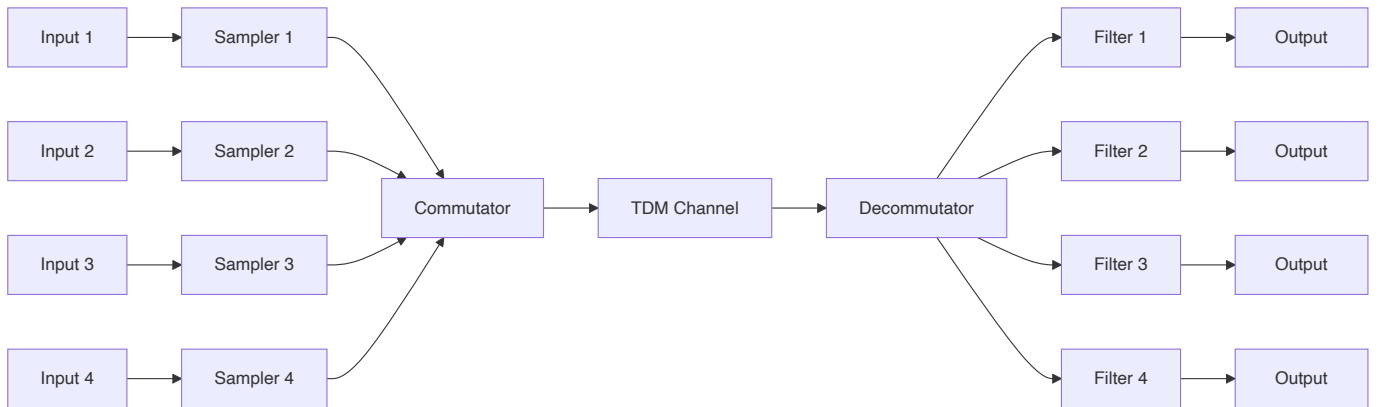 Input 1
Sampler 1
Filter 1
Output
Input 2
Sampler 2
Filter 2
Output
Commutator
TDM Channel
Decommutator
Input 3
Sampler 3
Filter 3
Output
Input 4
Sampler 4
Filter 4
Output